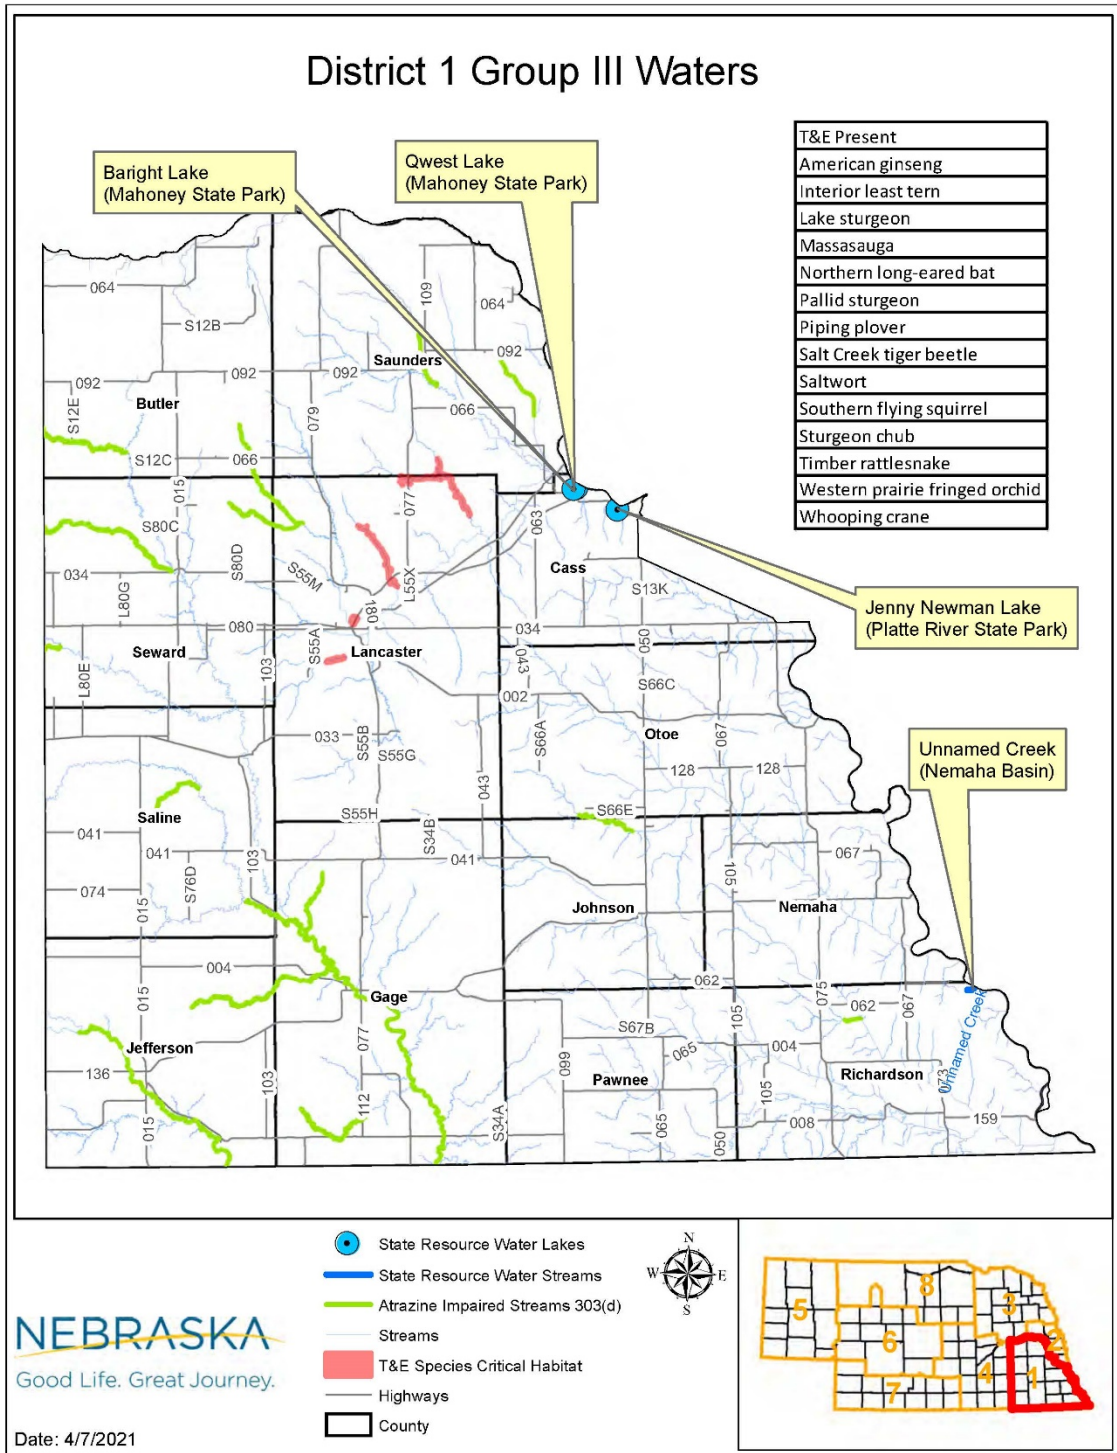 District 1 Group III Waters
T&E Present
American ginseng
Interior least tern
Lake sturgeon
Massasauga
Northern long-eared bat
Pallid sturgeon
Piping plover
Salt Creek tiger beetle
Saltwort
Southern flying squirrel
Sturgeon chub
Timber rattlesnake
Western prairie fringed orchid
Whooping crane
Baright Lake
(Mahoney State Park)
Qwest Lake
(Mahoney State Park)
Jenny Newman Lake
(Platte River State Park)
Unnamed Creek
(Nemaha Basin)
064
109
064
S12B
Saunders
092
092
092
092
S12E
Butler
079
066
S12C
066
015
077
S80C
063
S80D
034
L80G
S55M
L55X
Cass
S13K
180
080
034
S55A
050
Seward
Lancaster
L80E
103
043
S66C
002
033
S55B
S55G
S66A
Otoe
067
128
128
043
Saline
S55H
S34B
S66E
041
041
103
041
067
074
S76D
015
105
Johnson
Nemaha
004
062
015
Gage
075
062
067
S67B
105
Unnamed Creek
Jefferson
077
065
004
136
103
099
Pawnee
Richardson
073
112
105
015
S34A
065
050
008
159
State Resource Water Lakes
State Resource Water Streams
Atrazine Impaired Streams 303(d)
Streams
T&E Species Critical Habitat
Highways
County
N
W
E
S
NEBRASKA
Good Life. Great Journey.
Date: 4/7/2021
5
8
3
6
2
4
1
7